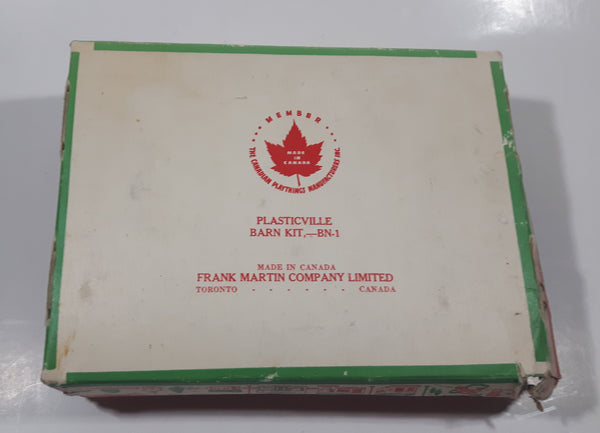 MEMBER
THE CANADIAN PLAYTHINGS MANUFACTURERS INC.
MADE
IN
CANADA
PLASTICVILLE
BARN KIT,—BN-1
MADE IN CANADA
FRANK MARTIN COMPANY LIMITED
TORONTO - - - - - - CANADA